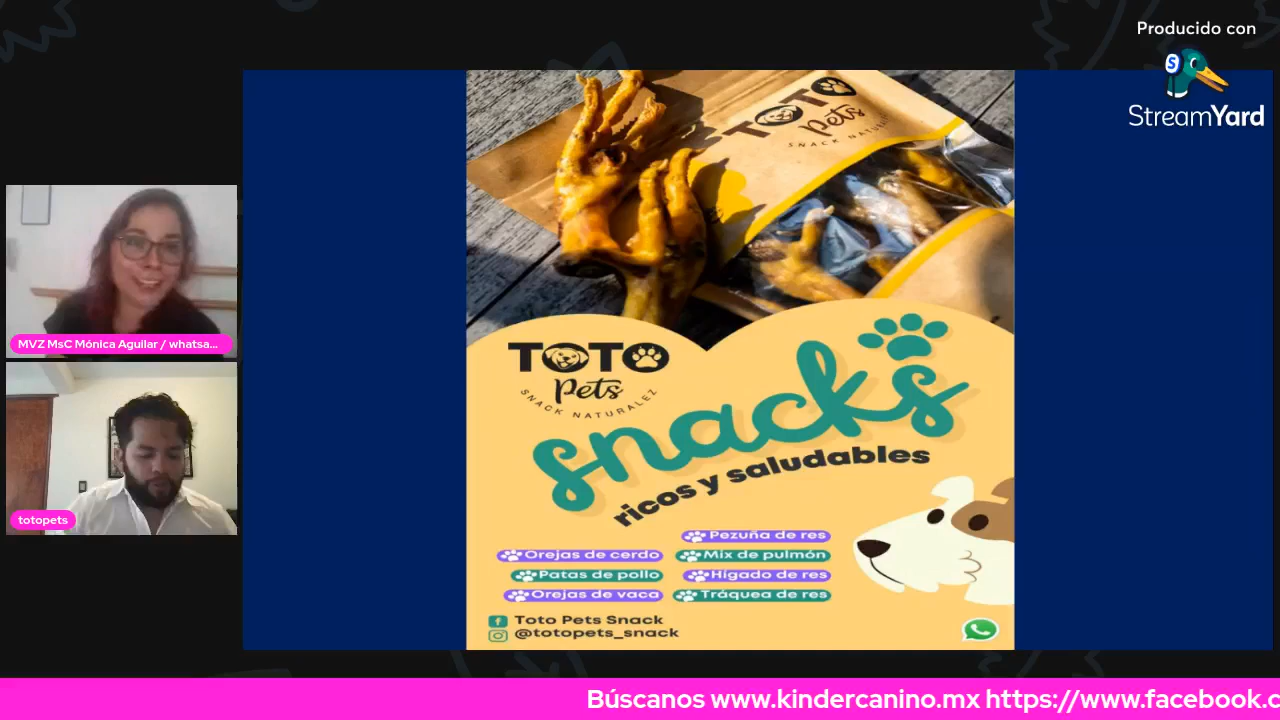 Producido con
StreamYard
TOTO
Pets
SNACK NATURALEZ
MVZ MsC Mónica Aguilar / whatsa...
totopets
TOTO
Pets
SNACK NATURALEZ
snacks
ricos y saludables
Pezuña de res
Orejas de cerdo
Mix de pulmón
Patas de pollo
Hígado de res
Orejas de vaca
Tráquea de res
Toto Pets Snack
@totopets_snack
Búscanos www.kindercanino.mx https://www.facebook.c